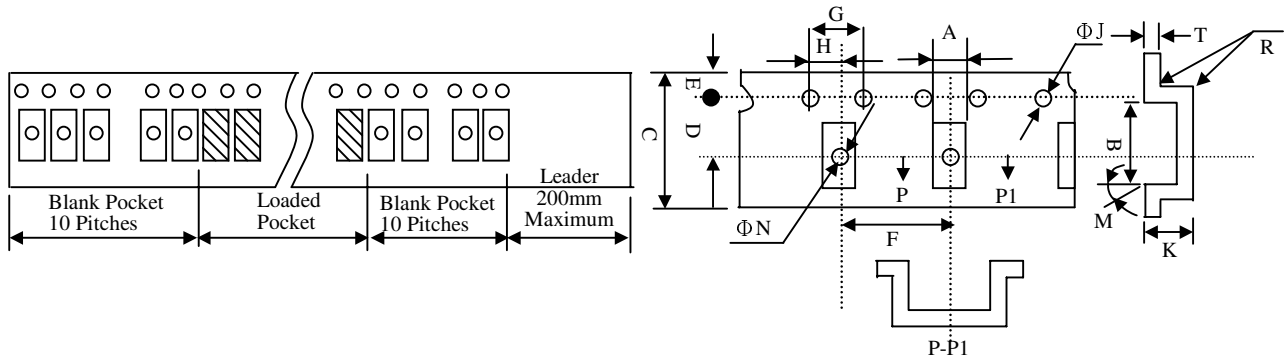 Blank Pocket
10 Pitches
Loaded
Pocket
Blank Pocket
10 Pitches
Leader
200mm
Maximum
G
H
A
ΦJ
E
C
D
P
P1
ΦN
F
P-P1
T
R
B
M
K